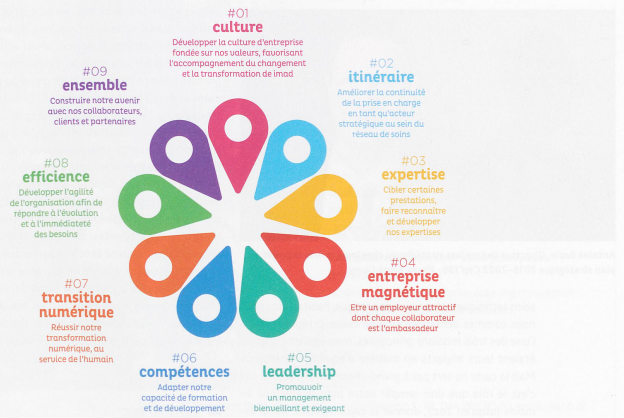 #01
culture
Développer la culture d'entreprise
fondée sur nos valeurs, favorisant
l'accompagnement du changement
et la transformation de imad
#02
itinéraire
Améliorer la continuité
de la prise en charge
en tant qu'acteur
stratégique au sein du
réseau de soins
#03
expertise
Cibler certaines
prestations,
faire reconnaître
et développer
nos expertises
#04
entreprise
magnétique
Etre un employeur attractif
dont chaque collaborateur
est l'ambassadeur
#05
leadership
Promouvoir
un management
bienveillant et exigeant
#06
compétences
Adapter notre
capacité de formation
et de développement
#07
transition
numérique
Réussir notre
transformation
numérique, au
service de l'humain
#08
efficience
Développer l'agilité
de l'organisation afin de
répondre à l'évolution
et à l'immédiateté
des besoins
#09
ensemble
Construire notre avenir
avec nos collaborateurs,
clients et partenaires